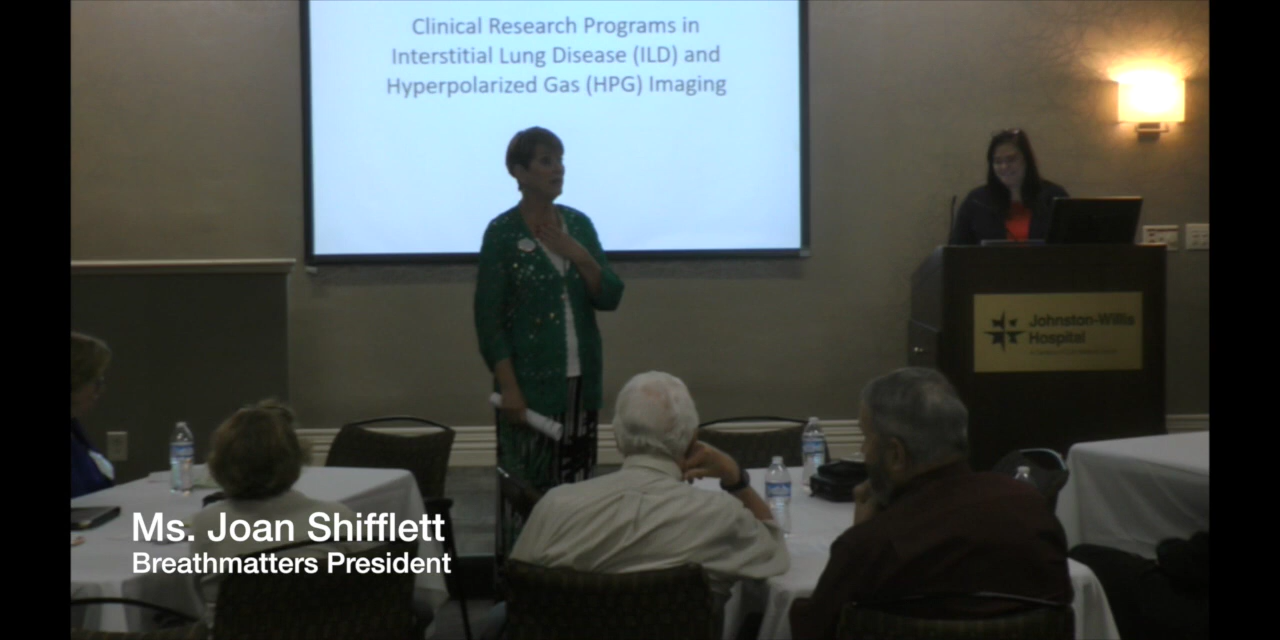 Clinical Research Programs in
Interstitial Lung Disease (ILD) and
Hyperpolarized Gas (HPG) Imaging
Johnston-Willis
Hospital
Ms. Joan Shifflett
Breathmatters President